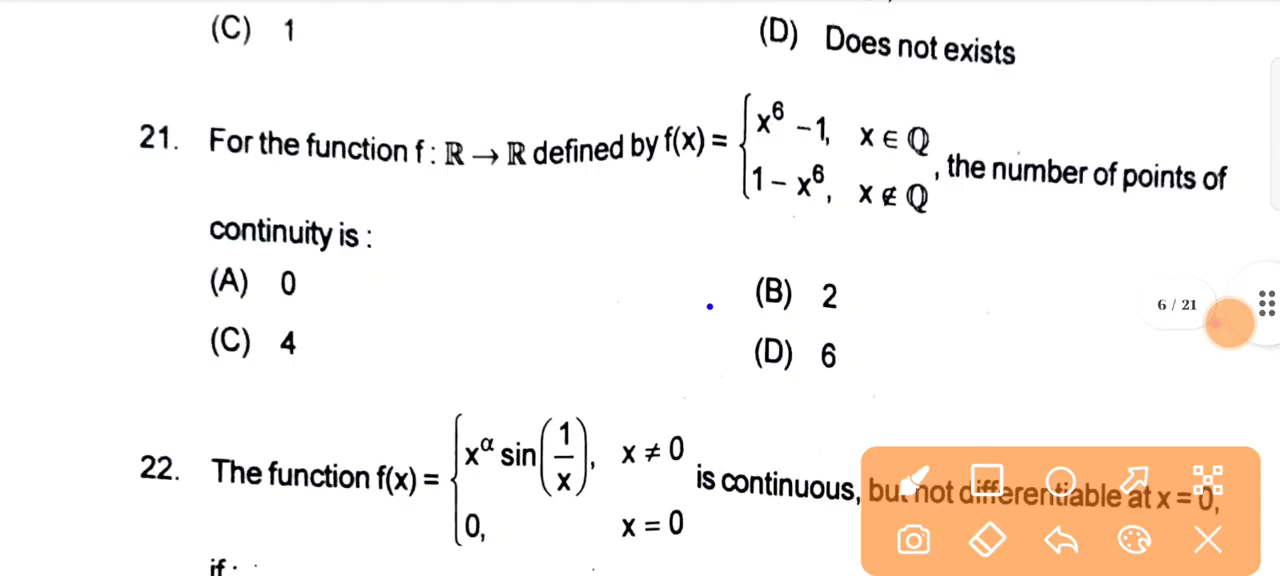 (C) 1 (D) Does not exists
21. For the function f : ℝ → ℝ defined by f(x) = { x⁶ − 1, x ∈ ℚ
1 − x⁶, x ∉ ℚ , the number of points of
continuity is :
(A) 0 (B) 2
6 / 21
(C) 4 (D) 6
22. The function f(x) = { x^α sin(1/x), x ≠ 0
0, x = 0 is continuous, but not differentiable at x = 0,
if :